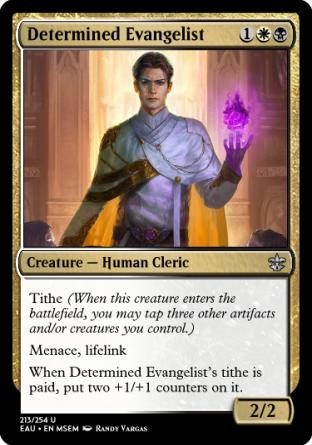 Determined Evangelist 1
Creature — Human Cleric
Tithe (When this creature enters the
battlefield, you may tap three other artifacts
and/or creatures you control.)
Menace, lifelink
When Determined Evangelist's tithe is
paid, put two +1/+1 counters on it.
2/2
213/254 U
EAU • EN MSEM Randy Vargas